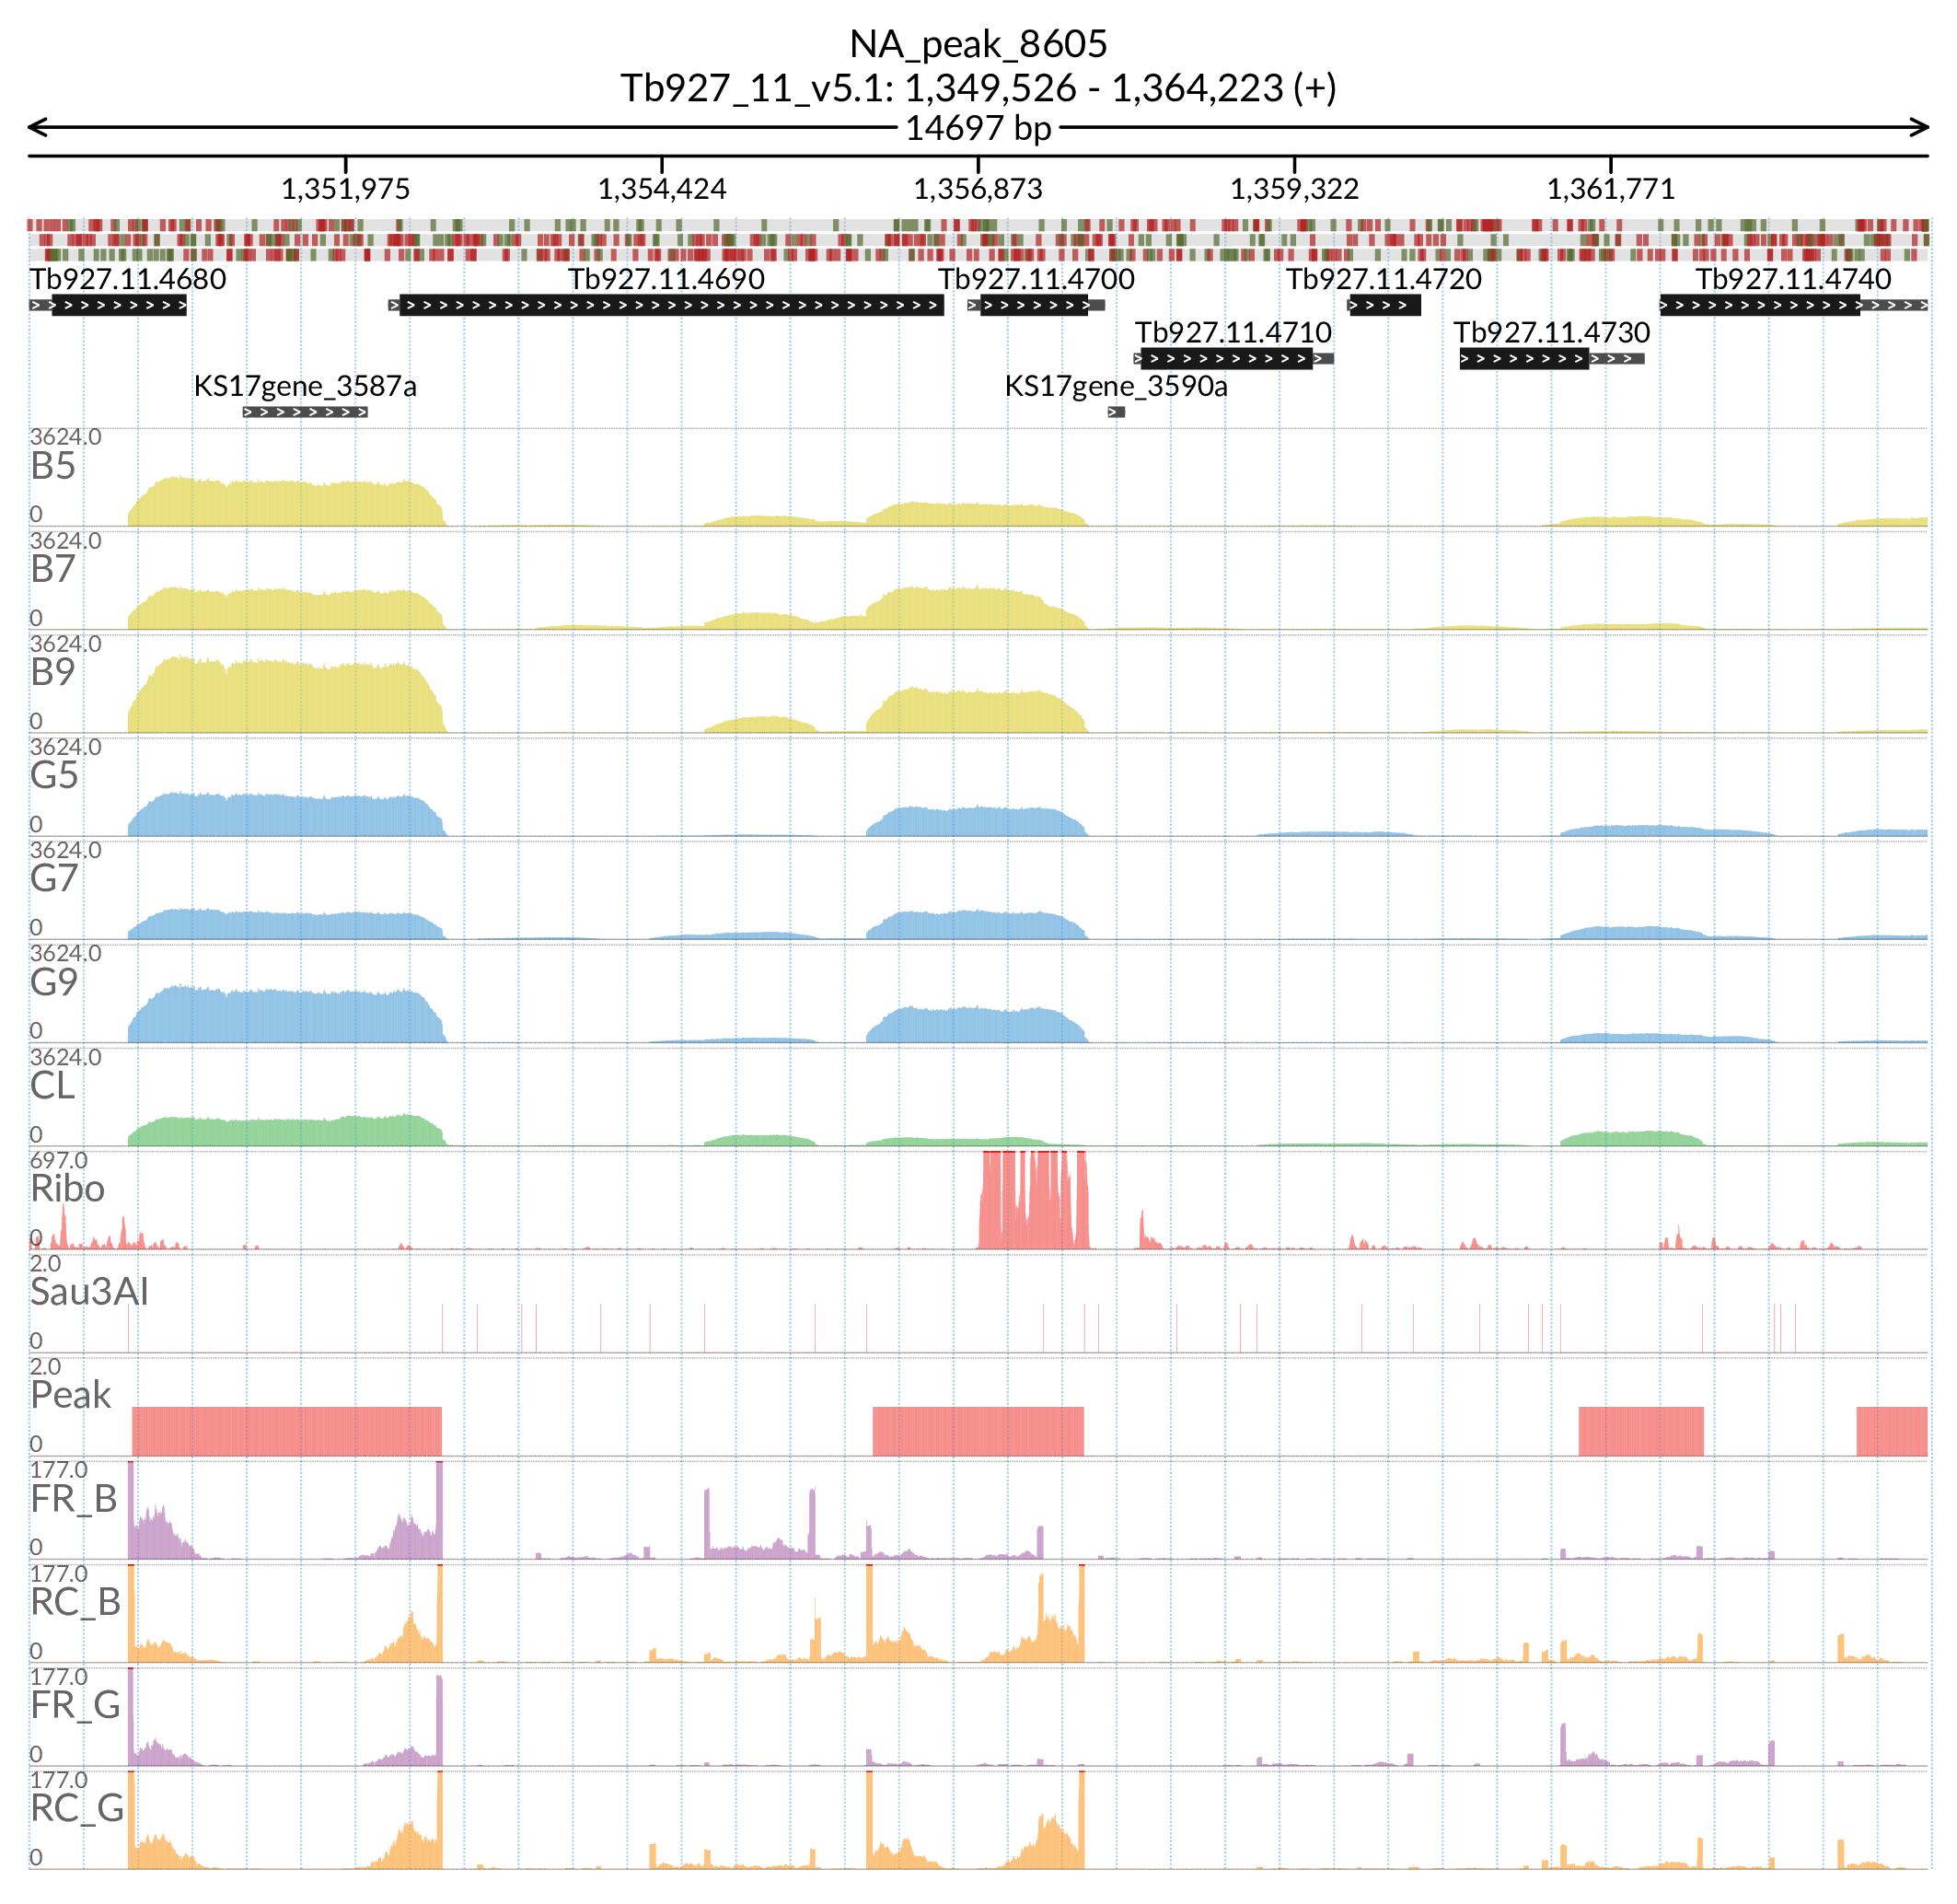 NA_peak_8605
Tb927_11_v5.1: 1,349,526 - 1,364,223 (+)
14697 bp
1,351,975 1,354,424 1,356,873 1,359,322 1,361,771
Tb927.11.4680 Tb927.11.4690 Tb927.11.4700 Tb927.11.4720 Tb927.11.4740
Tb927.11.4710 Tb927.11.4730
KS17gene_3587a KS17gene_3590a
3624.0
B5
0
3624.0
B7
0
3624.0
B9
0
3624.0
G5
0
3624.0
G7
0
3624.0
G9
0
3624.0
CL
0
697.0
Ribo
0
2.0
Sau3AI
0
2.0
Peak
0
177.0
FR_B
0
177.0
RC_B
0
177.0
FR_G
0
177.0
RC_G
0